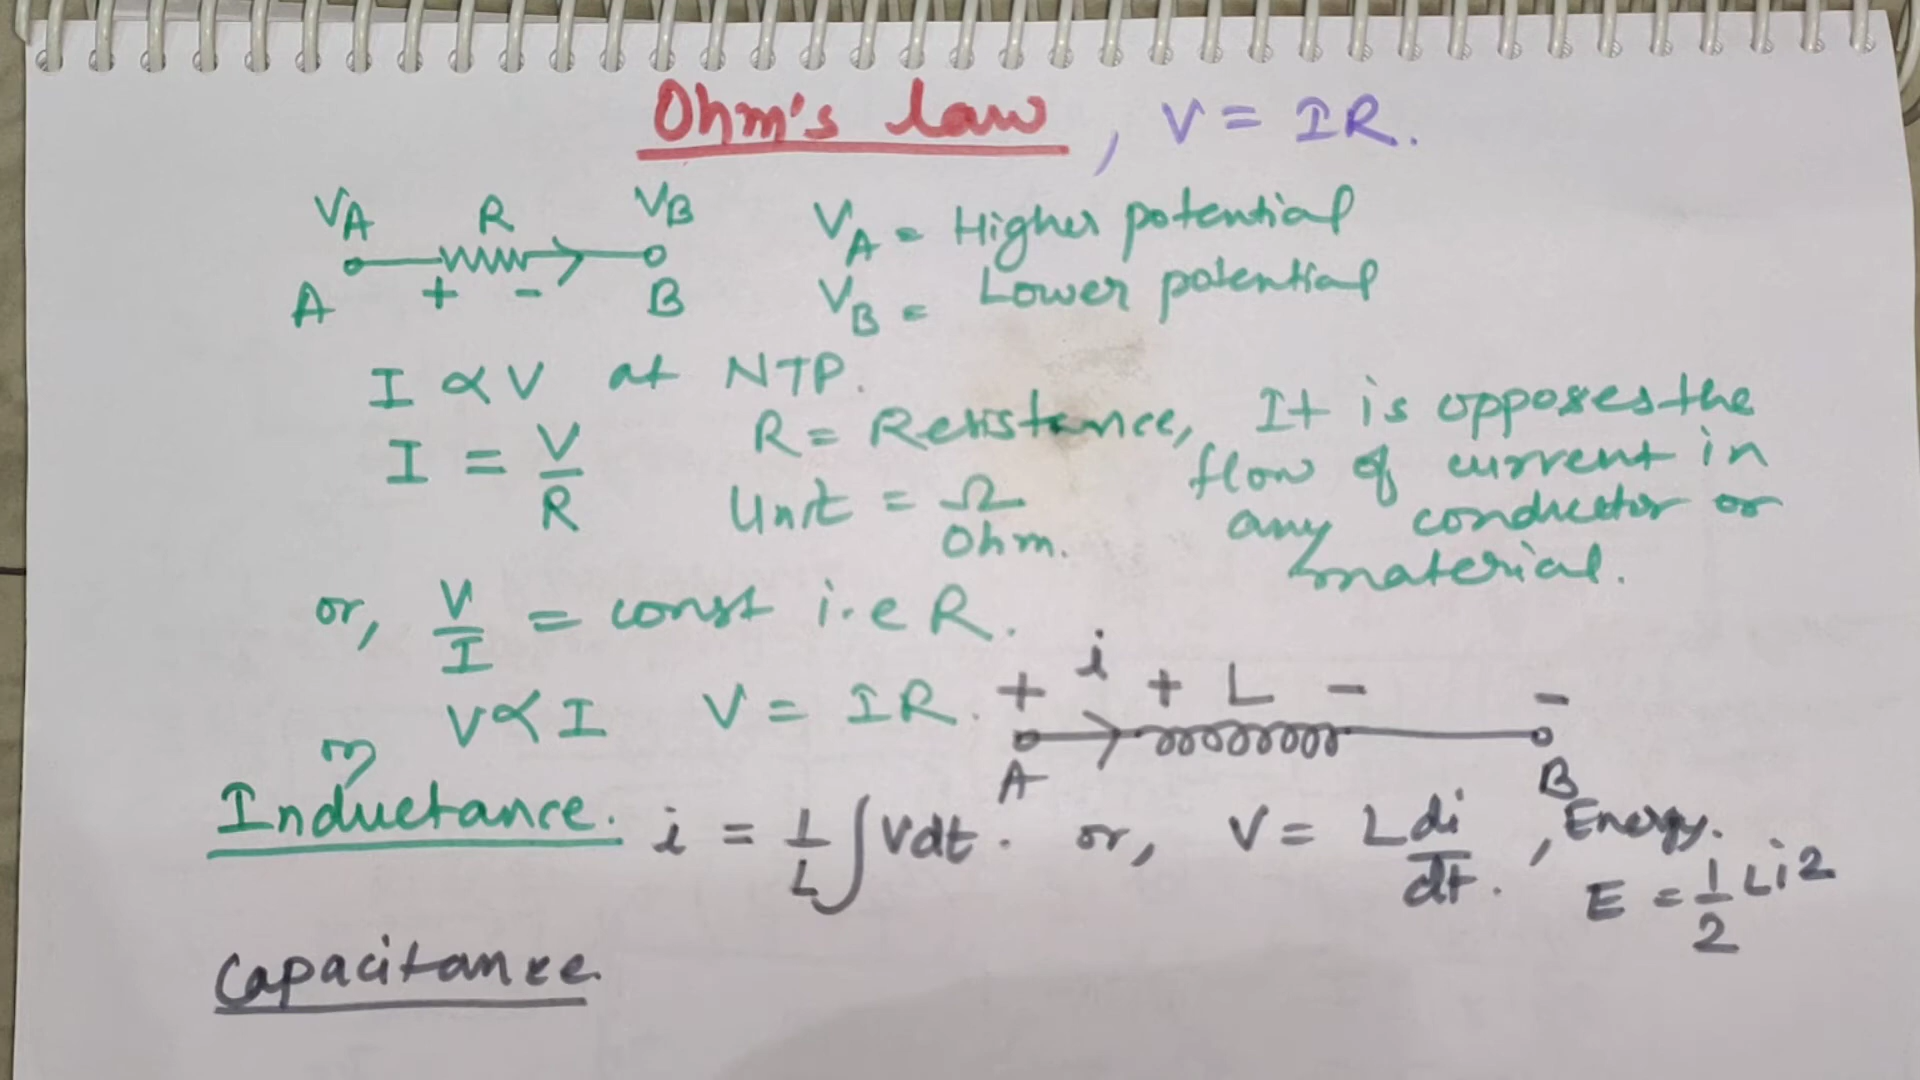 Ohm's law, V = IR.
VA R VB
A + - B
VA = Higher potential
VB = Lower potential
I ∝ V at NTP.
I = V/R
R = Resistance, It is opposes the
flow of current in
any conductor or
material.
Unit = Ω
Ohm.
or, V/I = const i.e R.
or V ∝ I V = IR.
+ i + L - -
A B
Inductance. i = 1/L ∫ Vdt. or, V = L di/dt. , Energy.
E = 1/2 Li2
Capacitance.